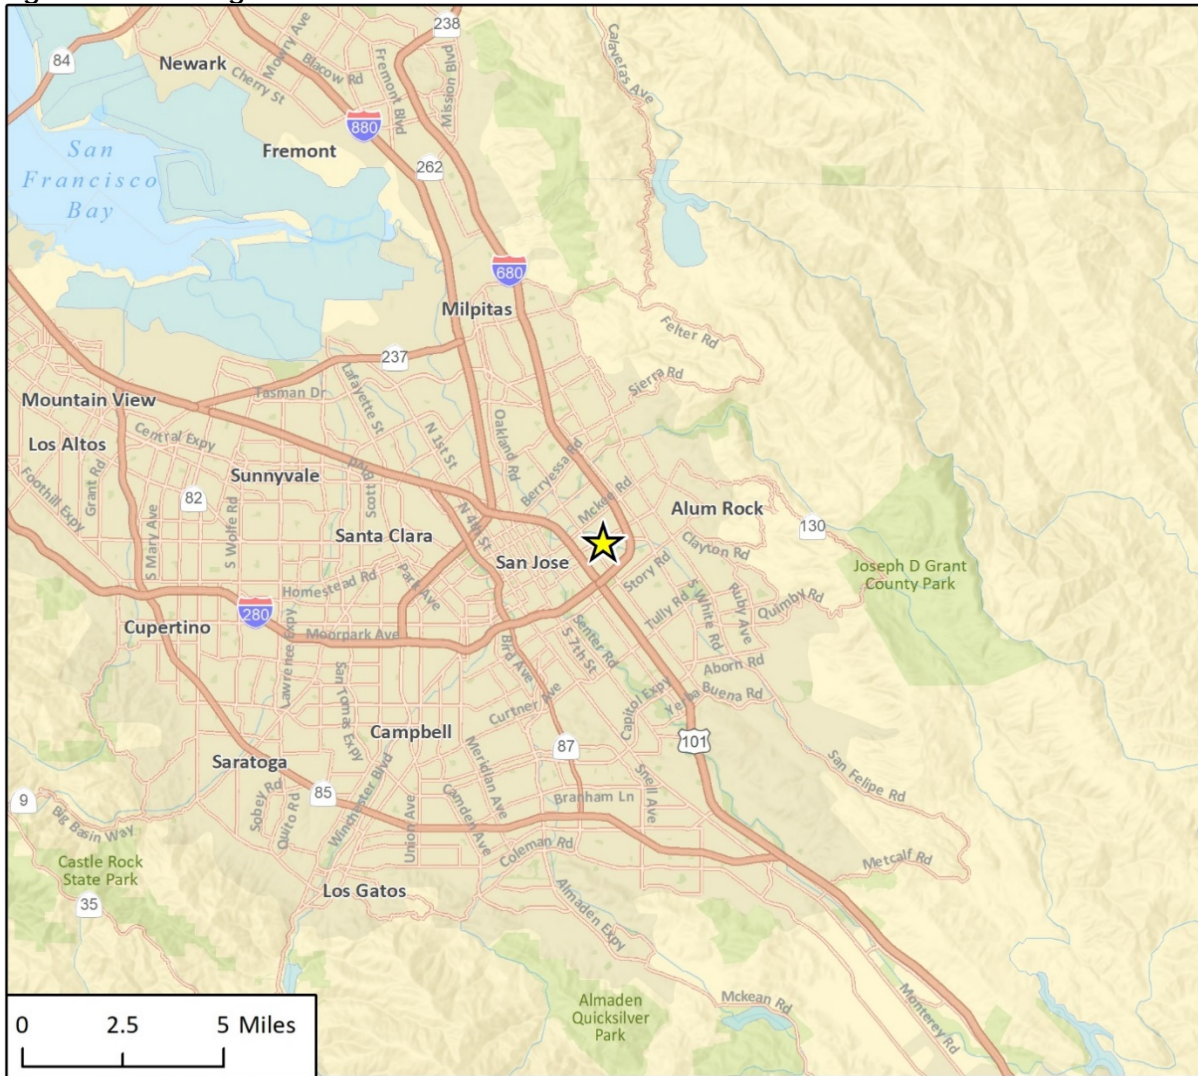 238
84
Newark
Mowry Ave
Blacow Rd
Cherry St
Fremont Blvd
Mission Blvd
Calaveras Ave
880
Fremont
262
San
Francisco
Bay
680
Milpitas
Felter Rd
237
Sierra Rd
Tasman Dr
Lafayette St
Mountain View
Central Expy
Los Altos
N 1st St
Oakland Rd
Berryessa Rd
Foothill Expy
Grant Rd
Sunnyvale
Scott Blvd
82
Mckee Rd
Alum Rock
130
S Mary Ave
S Wolfe Rd
Santa Clara
N 4th St
San Jose
Clayton Rd
Joseph D Grant
County Park
Story Rd
Homestead Rd
Park Ave
280
Tully Rd
S White Rd
Ruby Ave
Quimby Rd
Cupertino
Moorpark Ave
Lawrence Expy
Bird Ave
S 7th St
Senter Rd
San Tomas Expy
Aborn Rd
Yerba Buena Rd
Capitol Expy
Curtner Ave
Campbell
87
101
Saratoga
Meridian Ave
Snell Ave
San Felipe Rd
9
Big Basin Way
Sobey Rd
Quito Rd
85
Winchester Blvd
Union Ave
Camden Ave
Branham Ln
Coleman Rd
Metcalf Rd
Castle Rock
State Park
35
Los Gatos
Almaden Expy
Almaden
Quicksilver
Park
Mckean Rd
Monterey Rd
0 2.5 5 Miles